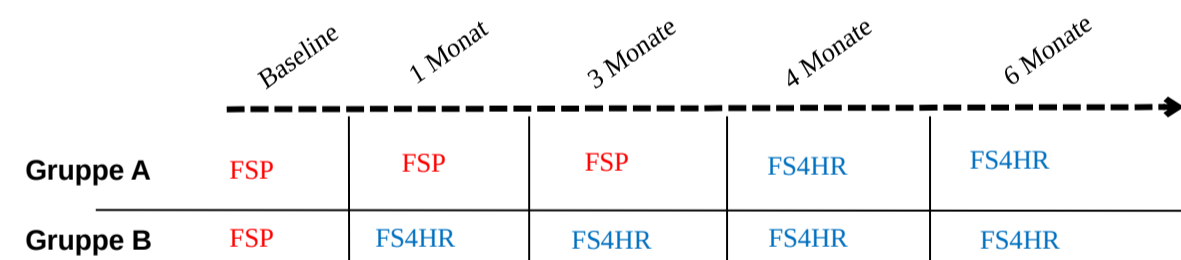 Baseline 1 Monat 3 Monate 4 Monate 6 Monate
Gruppe A FSP FSP FSP FS4HR FS4HR
Gruppe B FSP FS4HR FS4HR FS4HR FS4HR